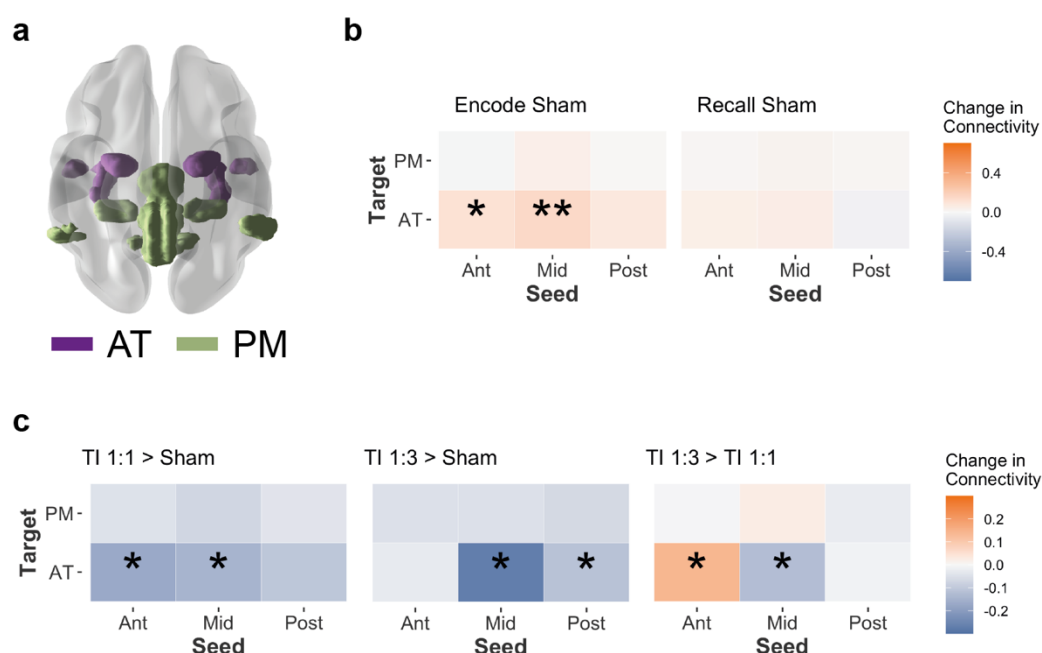 a
AT PM
b
Encode Sham Recall Sham
Target
PM
AT
* **
Ant Mid Post Ant Mid Post
Seed Seed
Change in
Connectivity
0.4
0.0
-0.4
c
TI 1:1 > Sham TI 1:3 > Sham TI 1:3 > TI 1:1
Target
PM
AT
* * * * * *
Ant Mid Post Ant Mid Post Ant Mid Post
Seed Seed Seed
Change in
Connectivity
0.2
0.1
0.0
-0.1
-0.2